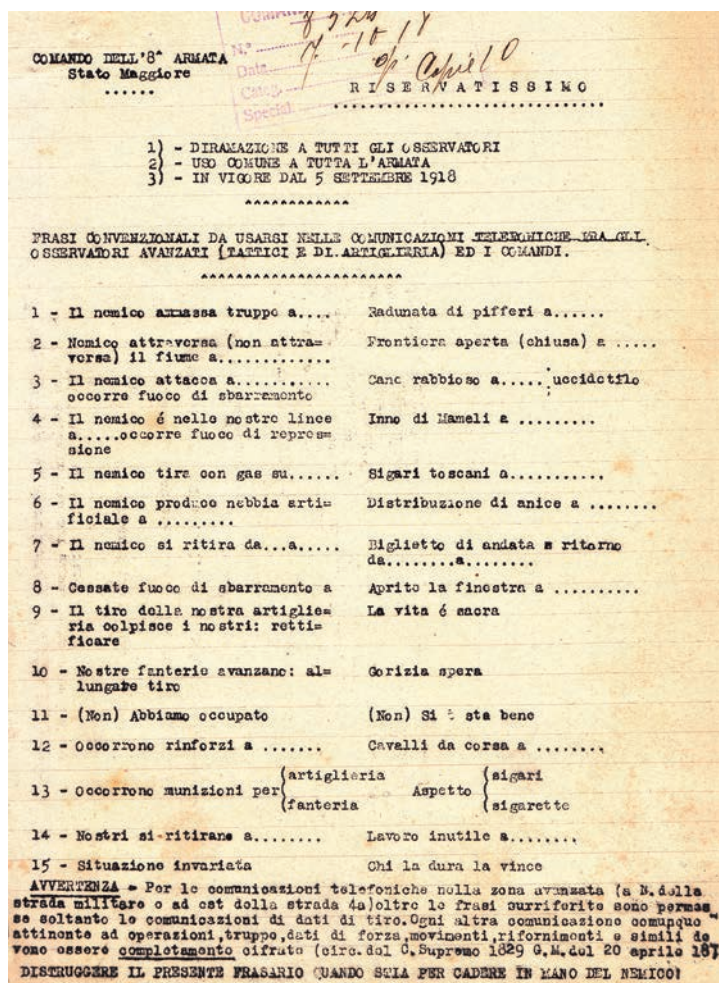 COMANDO
N.° 8524
COMANDO DELL'8^ ARMATA
Data 7-10-18
Stato Maggiore
......
Categ.
RISERVATISSIMO
Special.
1) - DIRAMAZIONE A TUTTI GLI OSSERVATORI
2) - USO COMUNE A TUTTA L'ARMATA
3) - IN VIGORE DAL 5 SETTEMBRE 1918
FRASI CONVENZIONALI DA USARSI NELLE COMUNICAZIONI TELEFONICHE FRA GLI
OSSERVATORI AVANZATI (TATTICI E DI ARTIGLIERIA) ED I COMANDI.
1 - Il nemico ammassa truppe a.... Radunata di pifferi a......
2 - Nemico attraversa (non attra= Frontiera aperta (chiusa) a .....
versa) il fiume a.............
3 - Il nemico attacca a........... Cane rabbioso a..... uccidetilo
occorre fuoco di sbarramento
4 - Il nemico é nelle nostre linee Inno di Mameli a .........
a.....occorre fuoco di repres=
sione
5 - Il nemico tira con gas su...... Sigari toscani a...........
6 - Il nemico produce nebbia arti= Distribuzione di anice a ........
ficiale a .........
7 - Il nemico si ritira da...a..... Biglietto di andata e ritorno
da........a........
8 - Cessate fuoco di sbarramento a Aprite la finestra a ..........
9 - Il tiro della nostra artiglie= La vita é sacra
ria colpisce i nostri: retti=
ficare
10 - Nostre fanterie avanzano: al= Gorizia spera
lungate tiro
11 - (Non) Abbiamo occupato (Non) Si sta bene
12 - Occorrono rinforzi a ....... Cavalli da corsa a ........
13 - Occorrono munizioni per (artiglieria (fanteria Aspetto (sigari (sigarette
14 - Nostri si ritirano a........ Lavoro inutile a........
15 - Situazione invariata Chi la dura la vince
AVVERTENZA = Per le comunicazioni telefoniche nella zona avanzata (a N.della
strada militare o ad est della strada 4a)oltre le frasi surriferite sono permes_
se soltanto le comunicazioni di dati di tiro.Ogni altra comunicazione comunque
attinente ad operazioni,truppe,dati di forza,movimenti,rifornimenti e simili de
vono essere completamente cifrate (circ.del C.Supremo 1829 G.M.del 20 aprile
DISTRUGGERE IL PRESENTE FRASARIO QUANDO STIA PER CADERE IN MANO DEL NEMICO!